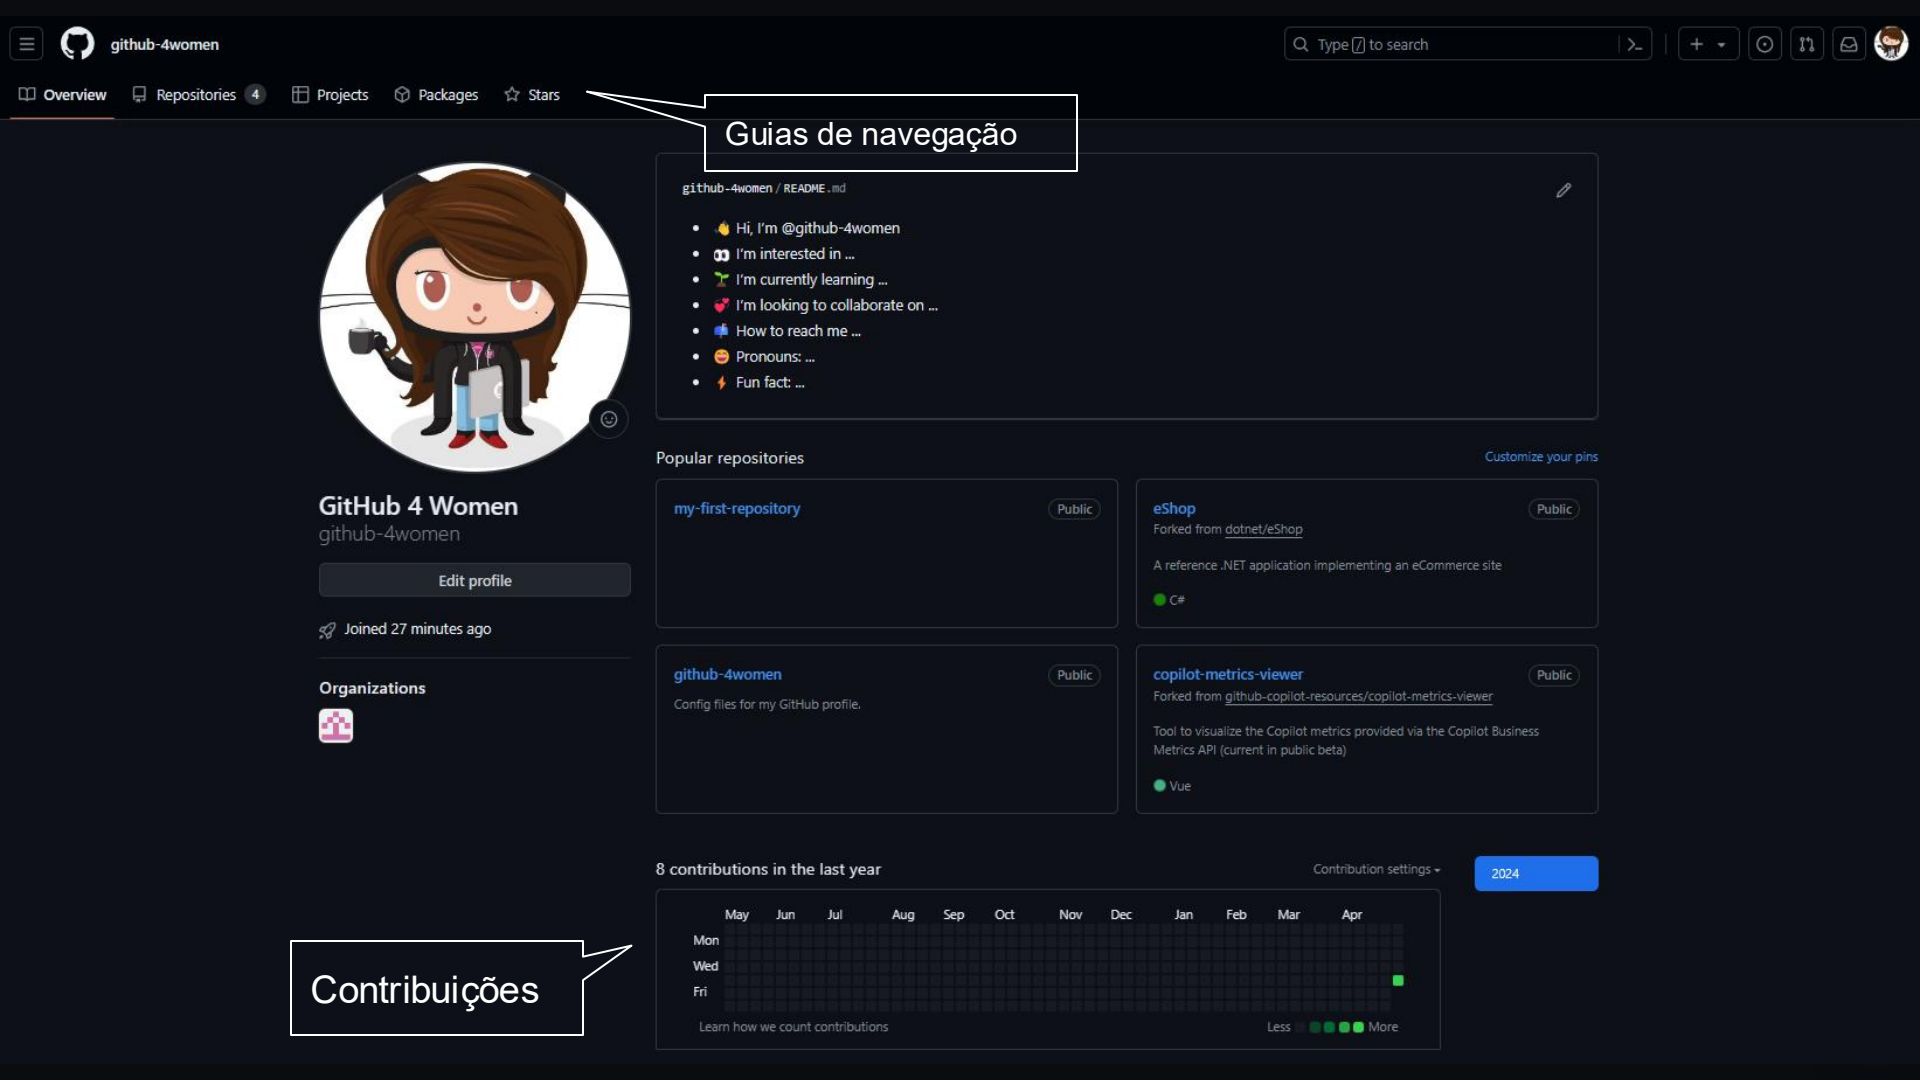 github-4women
Type / to search
Overview
Repositories 4
Projects
Packages
Stars
Guias de navegação
github-4women / README.md
👋 Hi, I'm @github-4women
👀 I'm interested in ...
🌱 I'm currently learning ...
💞️ I'm looking to collaborate on ...
📫 How to reach me ...
😄 Pronouns: ...
⚡ Fun fact: ...
GitHub 4 Women
github-4women
Edit profile
Joined 27 minutes ago
Organizations
Popular repositories
Customize your pins
my-first-repository
Public
eShop
Public
Forked from dotnet/eShop
A reference .NET application implementing an eCommerce site
C#
github-4women
Public
Config files for my GitHub profile.
copilot-metrics-viewer
Public
Forked from github-copilot-resources/copilot-metrics-viewer
Tool to visualize the Copilot metrics provided via the Copilot Business
Metrics API (current in public beta)
Vue
8 contributions in the last year
Contribution settings
2024
May Jun Jul Aug Sep Oct Nov Dec Jan Feb Mar Apr
Mon
Wed
Fri
Learn how we count contributions
Less
More
Contribuições